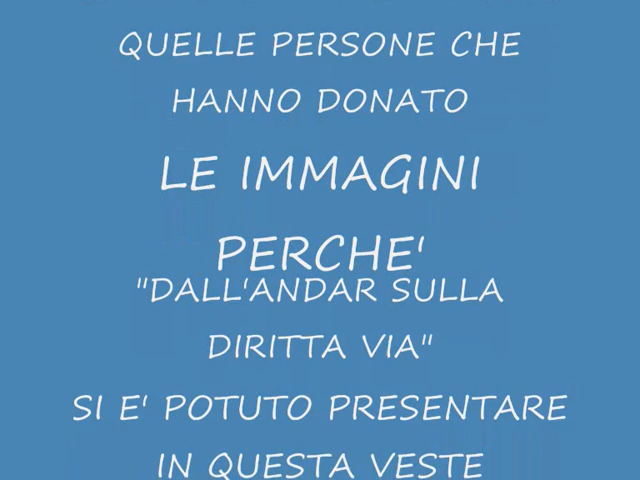 QUELLE PERSONE CHE
HANNO DONATO
LE IMMAGINI
PERCHE'
"DALL'ANDAR SULLA
DIRITTA VIA"
SI E' POTUTO PRESENTARE
IN QUESTA VESTE